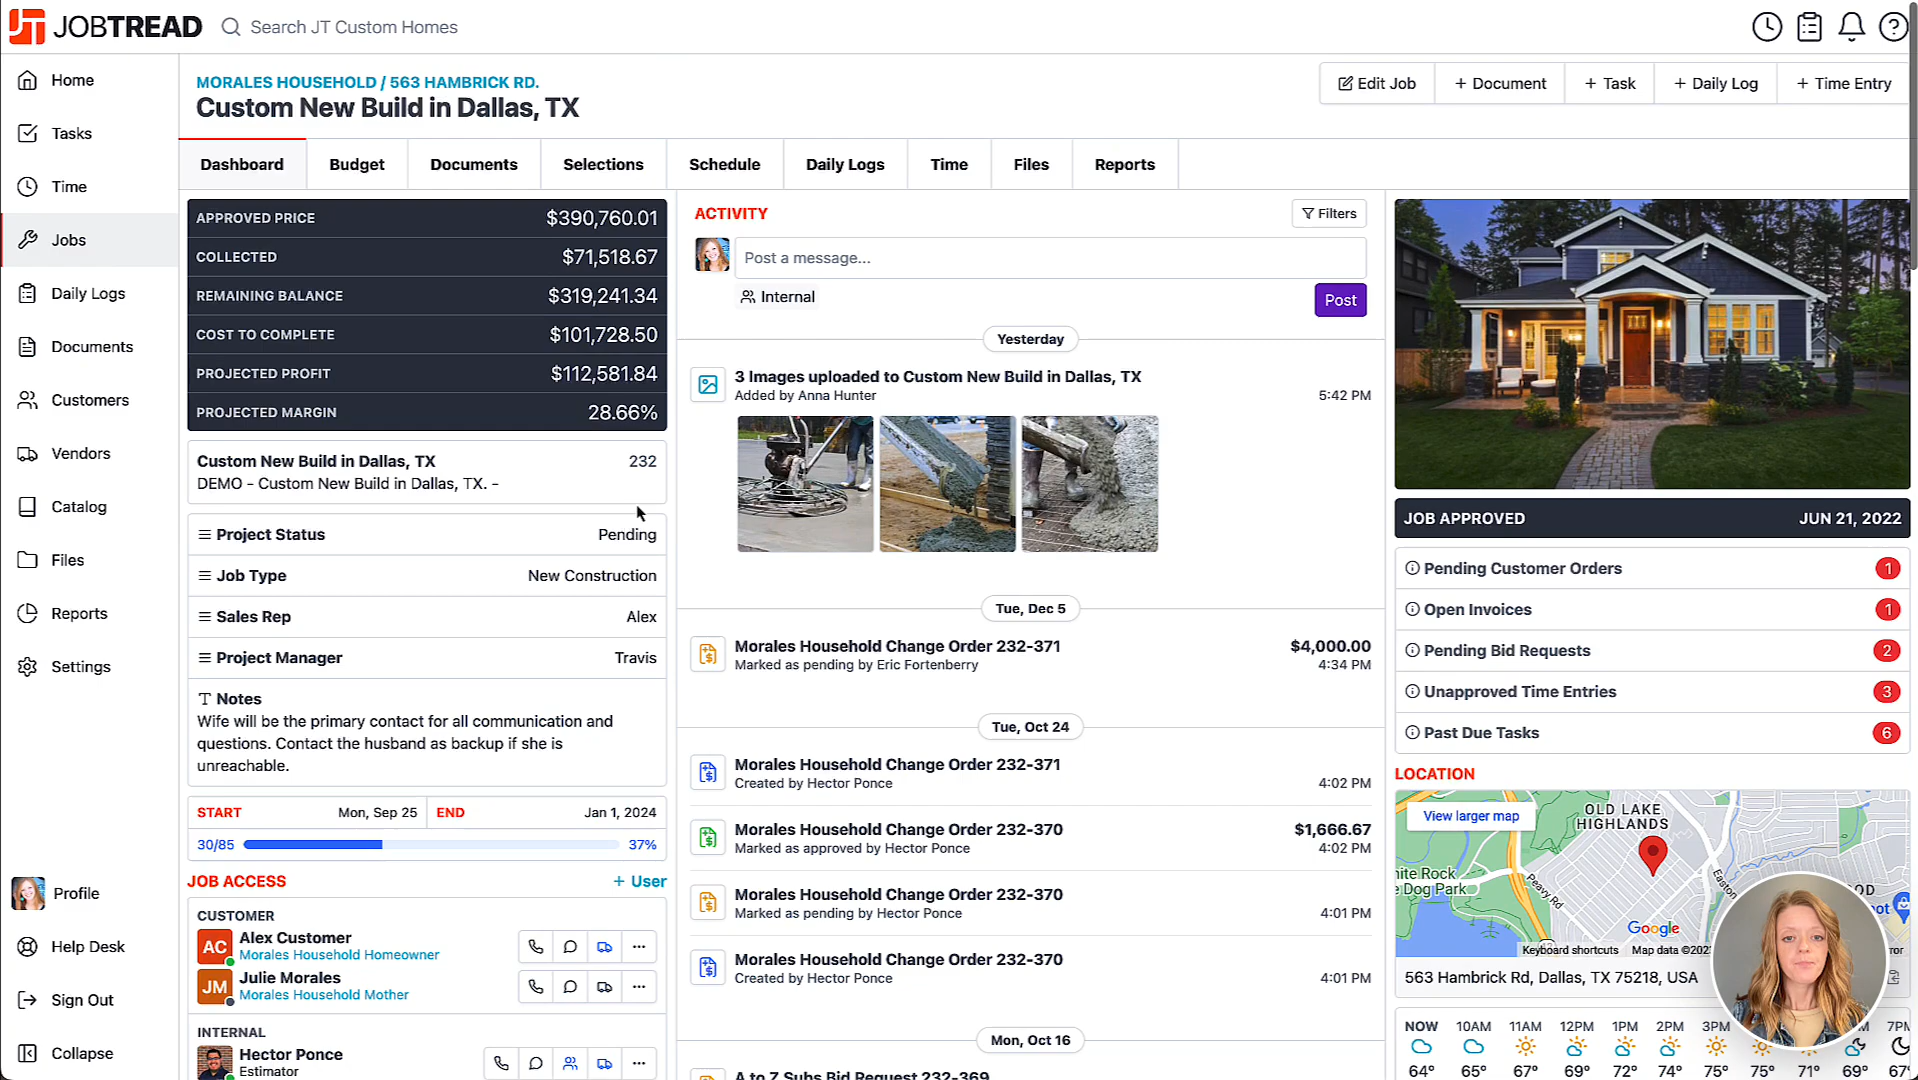 JT JOBTREAD
Search JT Custom Homes
Home
Tasks
Time
Jobs
Daily Logs
Documents
Customers
Vendors
Catalog
Files
Reports
Settings
Profile
Help Desk
Sign Out
Collapse
MORALES HOUSEHOLD / 563 HAMBRICK RD.
Custom New Build in Dallas, TX
Edit Job
+ Document
+ Task
+ Daily Log
+ Time Entry
Dashboard
Budget
Documents
Selections
Schedule
Daily Logs
Time
Files
Reports
APPROVED PRICE $390,760.01
COLLECTED $71,518.67
REMAINING BALANCE $319,241.34
COST TO COMPLETE $101,728.50
PROJECTED PROFIT $112,581.84
PROJECTED MARGIN 28.66%
Custom New Build in Dallas, TX 232
DEMO - Custom New Build in Dallas, TX. -
Project Status Pending
Job Type New Construction
Sales Rep Alex
Project Manager Travis
Notes
Wife will be the primary contact for all communication and
questions. Contact the husband as backup if she is
unreachable.
START Mon, Sep 25 END Jan 1, 2024
30/85 37%
JOB ACCESS + User
CUSTOMER
AC Alex Customer
Morales Household Homeowner
JM Julie Morales
Morales Household Mother
INTERNAL
Hector Ponce
Estimator
ACTIVITY
Filters
Post a message...
Internal
Post
Yesterday
3 Images uploaded to Custom New Build in Dallas, TX
Added by Anna Hunter 5:42 PM
Tue, Dec 5
Morales Household Change Order 232-371 $4,000.00
Marked as pending by Eric Fortenberry 4:34 PM
Tue, Oct 24
Morales Household Change Order 232-371
Created by Hector Ponce 4:02 PM
Morales Household Change Order 232-370 $1,666.67
Marked as approved by Hector Ponce 4:02 PM
Morales Household Change Order 232-370
Marked as pending by Hector Ponce 4:01 PM
Morales Household Change Order 232-370
Created by Hector Ponce 4:01 PM
Mon, Oct 16
A to Z Subs Bid Request 232-369
JOB APPROVED JUN 21, 2022
Pending Customer Orders 1
Open Invoices 1
Pending Bid Requests 2
Unapproved Time Entries 3
Past Due Tasks 6
LOCATION
View larger map
OLD LAKE
HIGHLANDS
Peavy Rd
Google
Keyboard shortcuts Map data
563 Hambrick Rd, Dallas, TX 75218, USA
NOW 10AM 11AM 12PM 1PM 2PM 3PM
64° 65° 67° 69° 72° 74° 75° 75° 71° 69°